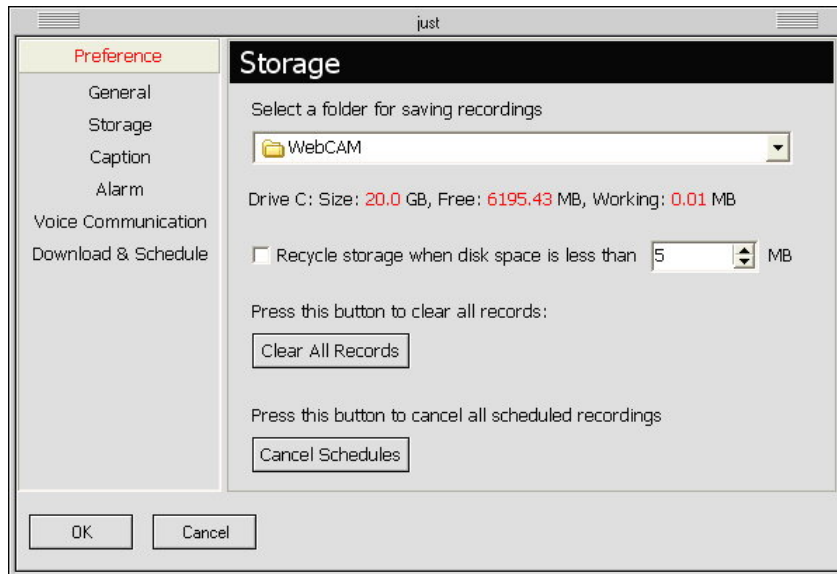 just
Preference
General
Storage
Caption
Alarm
Voice Communication
Download & Schedule
Storage
Select a folder for saving recordings
WebCAM
Drive C: Size: 20.0 GB, Free: 6195.43 MB, Working: 0.01 MB
Recycle storage when disk space is less than 5 MB
Press this button to clear all records:
Clear All Records
Press this button to cancel all scheduled recordings
Cancel Schedules
OK Cancel